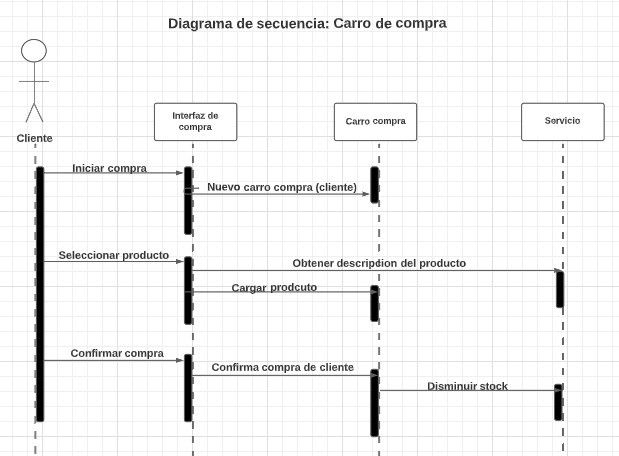 Diagrama de secuencia: Carro de compra
Cliente
Interfaz de
compra
Carro compra
Servicio
Iniciar compra
Nuevo carro compra (cliente)
Seleccionar producto
Obtener descripdion del producto
Cargar prodcuto
Confirmar compra
Confirma compra de cliente
Disminuir stock